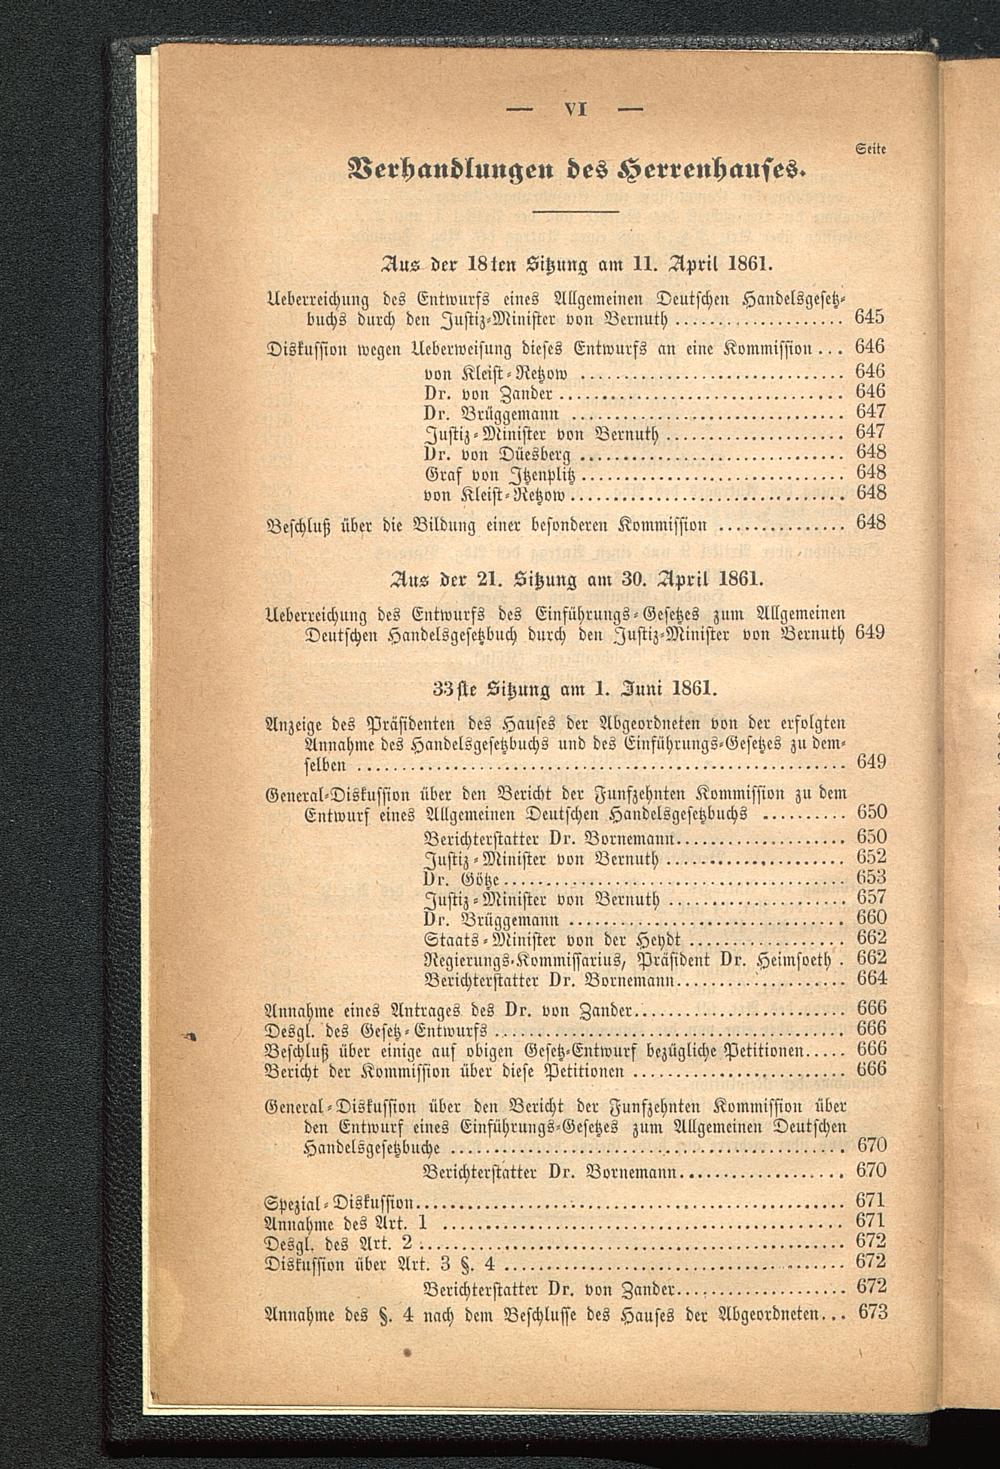 — VI —
Seite
Verhandlungen des Herrenhauses.
Aus der 18ten Sitzung am 11. April 1861.
Ueberreichung des Entwurfs eines Allgemeinen Deutschen Handelsgesetz-
buchs durch den Justiz-Minister von Bernuth .................... 645
Diskussion wegen Ueberweisung dieses Entwurfs an eine Kommission ... 646
von Kleist-Retzow .............................. 646
Dr. von Zander ................................. 646
Dr. Brüggemann ............................... 647
Justiz-Minister von Bernuth .................... 647
Dr. von Düesberg .............................. 648
Graf von Itzenplitz ............................. 648
von Kleist-Retzow .............................. 648
Beschluß über die Bildung einer besonderen Kommission ............... 648
Aus der 21. Sitzung am 30. April 1861.
Ueberreichung des Entwurfs des Einführungs-Gesetzes zum Allgemeinen
Deutschen Handelsgesetzbuch durch den Justiz-Minister von Bernuth 649
33ste Sitzung am 1. Juni 1861.
Anzeige des Präsidenten des Hauses der Abgeordneten von der erfolgten
Annahme des Handelsgesetzbuchs und des Einführungs-Gesetzes zu dem-
selben ........................................................ 649
General-Diskussion über den Bericht der Funfzehnten Kommission zu dem
Entwurf eines Allgemeinen Deutschen Handelsgesetzbuchs .......... 650
Berichterstatter Dr. Bornemann .................... 650
Justiz-Minister von Bernuth ..................... 652
Dr. Götze ....................................... 653
Justiz-Minister von Bernuth .................... 657
Dr. Brüggemann ................................ 660
Staats-Minister von der Heydt .................. 662
Regierungs-Kommissarius, Präsident Dr. Heimsoeth . 662
Berichterstatter Dr. Bornemann ................... 664
Annahme eines Antrages des Dr. von Zander ........................ 666
Desgl. des Gesetz-Entwurfs ........................................ 666
Beschluß über einige auf obigen Gesetz-Entwurf bezügliche Petitionen ..... 666
Bericht der Kommission über diese Petitionen ......................... 666
General-Diskussion über den Bericht der Funfzehnten Kommission über
den Entwurf eines Einführungs-Gesetzes zum Allgemeinen Deutschen
Handelsgesetzbuche .............................................. 670
Berichterstatter Dr. Bornemann ................... 670
Spezial-Diskussion ................................................. 671
Annahme des Art. 1 ............................................... 671
Desgl. des Art. 2 .................................................. 672
Diskussion über Art. 3 §. 4 ........................................ 672
Berichterstatter Dr. von Zander ................... 672
Annahme des §. 4 nach dem Beschlusse des Hauses der Abgeordneten ... 673